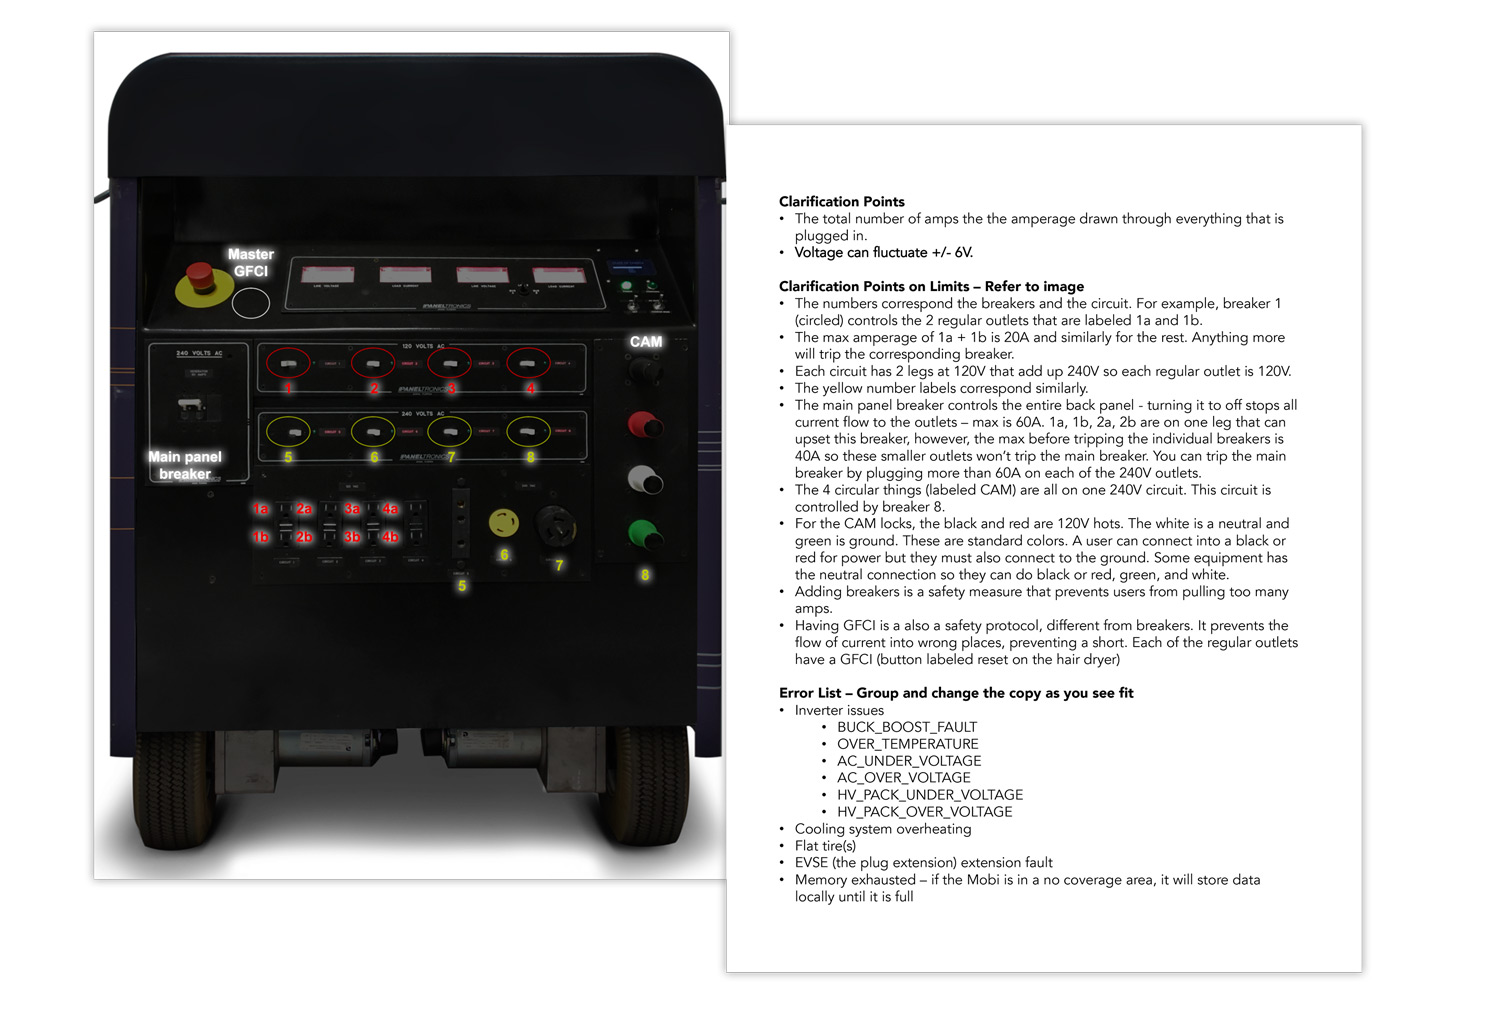 Master
GFCI
LINE VOLTAGE
LOAD CURRENT
LINE VOLTAGE
LOAD CURRENT
PANELTRONICS
CAM
240 VOLTS AC
120 VOLTS AC
1
2
3
4
PANELTRONICS
240 VOLTS AC
5
6
7
8
PANELTRONICS
Main panel
breaker
1a 2a 3a 4a
1b 2b 3b 4b
5
6
7
8
Clarification Points
• The total number of amps the the amperage drawn through everything that is
plugged in.
• Voltage can fluctuate +/- 6V.
Clarification Points on Limits – Refer to image
• The numbers correspond the breakers and the circuit. For example, breaker 1
(circled) controls the 2 regular outlets that are labeled 1a and 1b.
• The max amperage of 1a + 1b is 20A and similarly for the rest. Anything more
will trip the corresponding breaker.
• Each circuit has 2 legs at 120V that add up 240V so each regular outlet is 120V.
• The yellow number labels correspond similarly.
• The main panel breaker controls the entire back panel - turning it to off stops all
current flow to the outlets – max is 60A. 1a, 1b, 2a, 2b are on one leg that can
upset this breaker, however, the max before tripping the individual breakers is
40A so these smaller outlets won’t trip the main breaker. You can trip the main
breaker by plugging more than 60A on each of the 240V outlets.
• The 4 circular things (labeled CAM) are all on one 240V circuit. This circuit is
controlled by breaker 8.
• For the CAM locks, the black and red are 120V hots. The white is a neutral and
green is ground. These are standard colors. A user can connect into a black or
red for power but they must also connect to the ground. Some equipment has
the neutral connection so they can do black or red, green, and white.
• Adding breakers is a safety measure that prevents users from pulling too many
amps.
• Having GFCI is a also a safety protocol, different from breakers. It prevents the
flow of current into wrong places, preventing a short. Each of the regular outlets
have a GFCI (button labeled reset on the hair dryer)
Error List – Group and change the copy as you see fit
• Inverter issues
• BUCK_BOOST_FAULT
• OVER_TEMPERATURE
• AC_UNDER_VOLTAGE
• AC_OVER_VOLTAGE
• HV_PACK_UNDER_VOLTAGE
• HV_PACK_OVER_VOLTAGE
• Cooling system overheating
• Flat tire(s)
• EVSE (the plug extension) extension fault
• Memory exhausted – if the Mobi is in a no coverage area, it will store data
locally until it is full